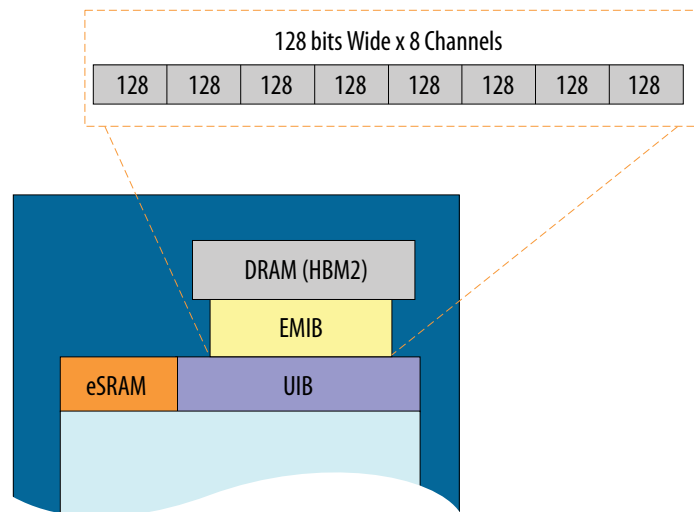 128 bits Wide x 8 Channels
128 128 128 128 128 128 128 128
DRAM (HBM2)
EMIB
eSRAM UIB